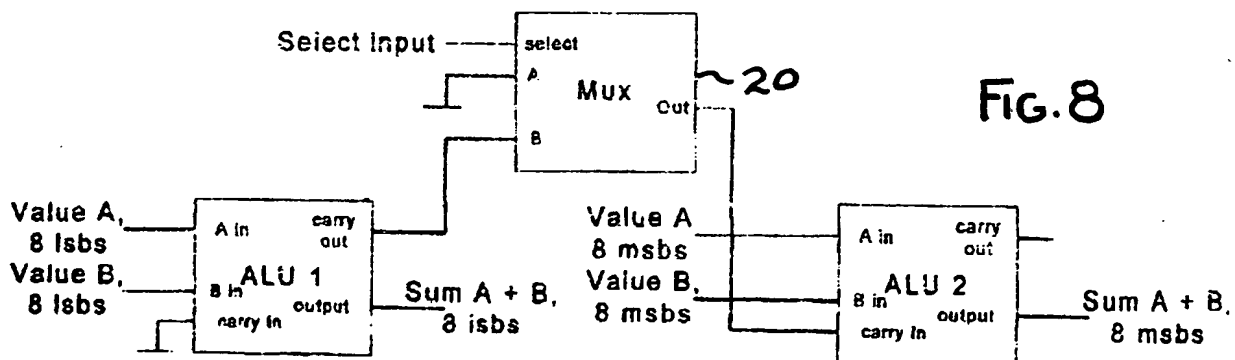 Select Input
select
A
Mux
Out
B
20
FIG. 8
Value A,
8 lsbs
Value B,
8 lsbs
A in
carry
out
B in
ALU 1
output
carry in
Sum A + B,
8 lsbs
Value A
8 msbs
Value B,
8 msbs
A in
carry
out
B in
ALU 2
output
carry in
Sum A + B,
8 msbs